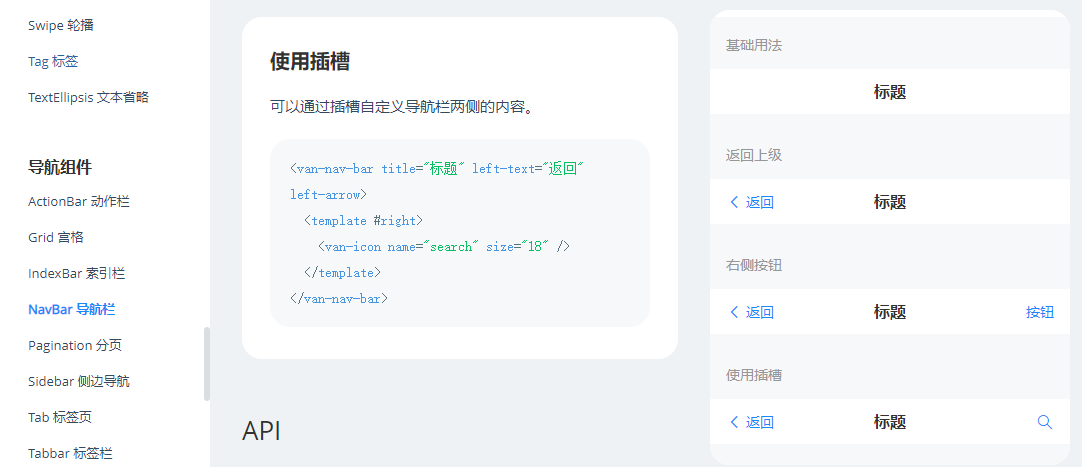 Swipe 轮播
Tag 标签
TextEllipsis 文本省略
导航组件
ActionBar 动作栏
Grid 宫格
IndexBar 索引栏
NavBar 导航栏
Pagination 分页
Sidebar 侧边导航
Tab 标签页
Tabbar 标签栏
使用插槽
可以通过插槽自定义导航栏两侧的内容。
<van-nav-bar title="标题" left-text="返回"
left-arrow>
  <template #right>
    <van-icon name="search" size="18" />
  </template>
</van-nav-bar>
API
基础用法
标题
返回上级
返回 标题
右侧按钮
返回 标题 按钮
使用插槽
返回 标题